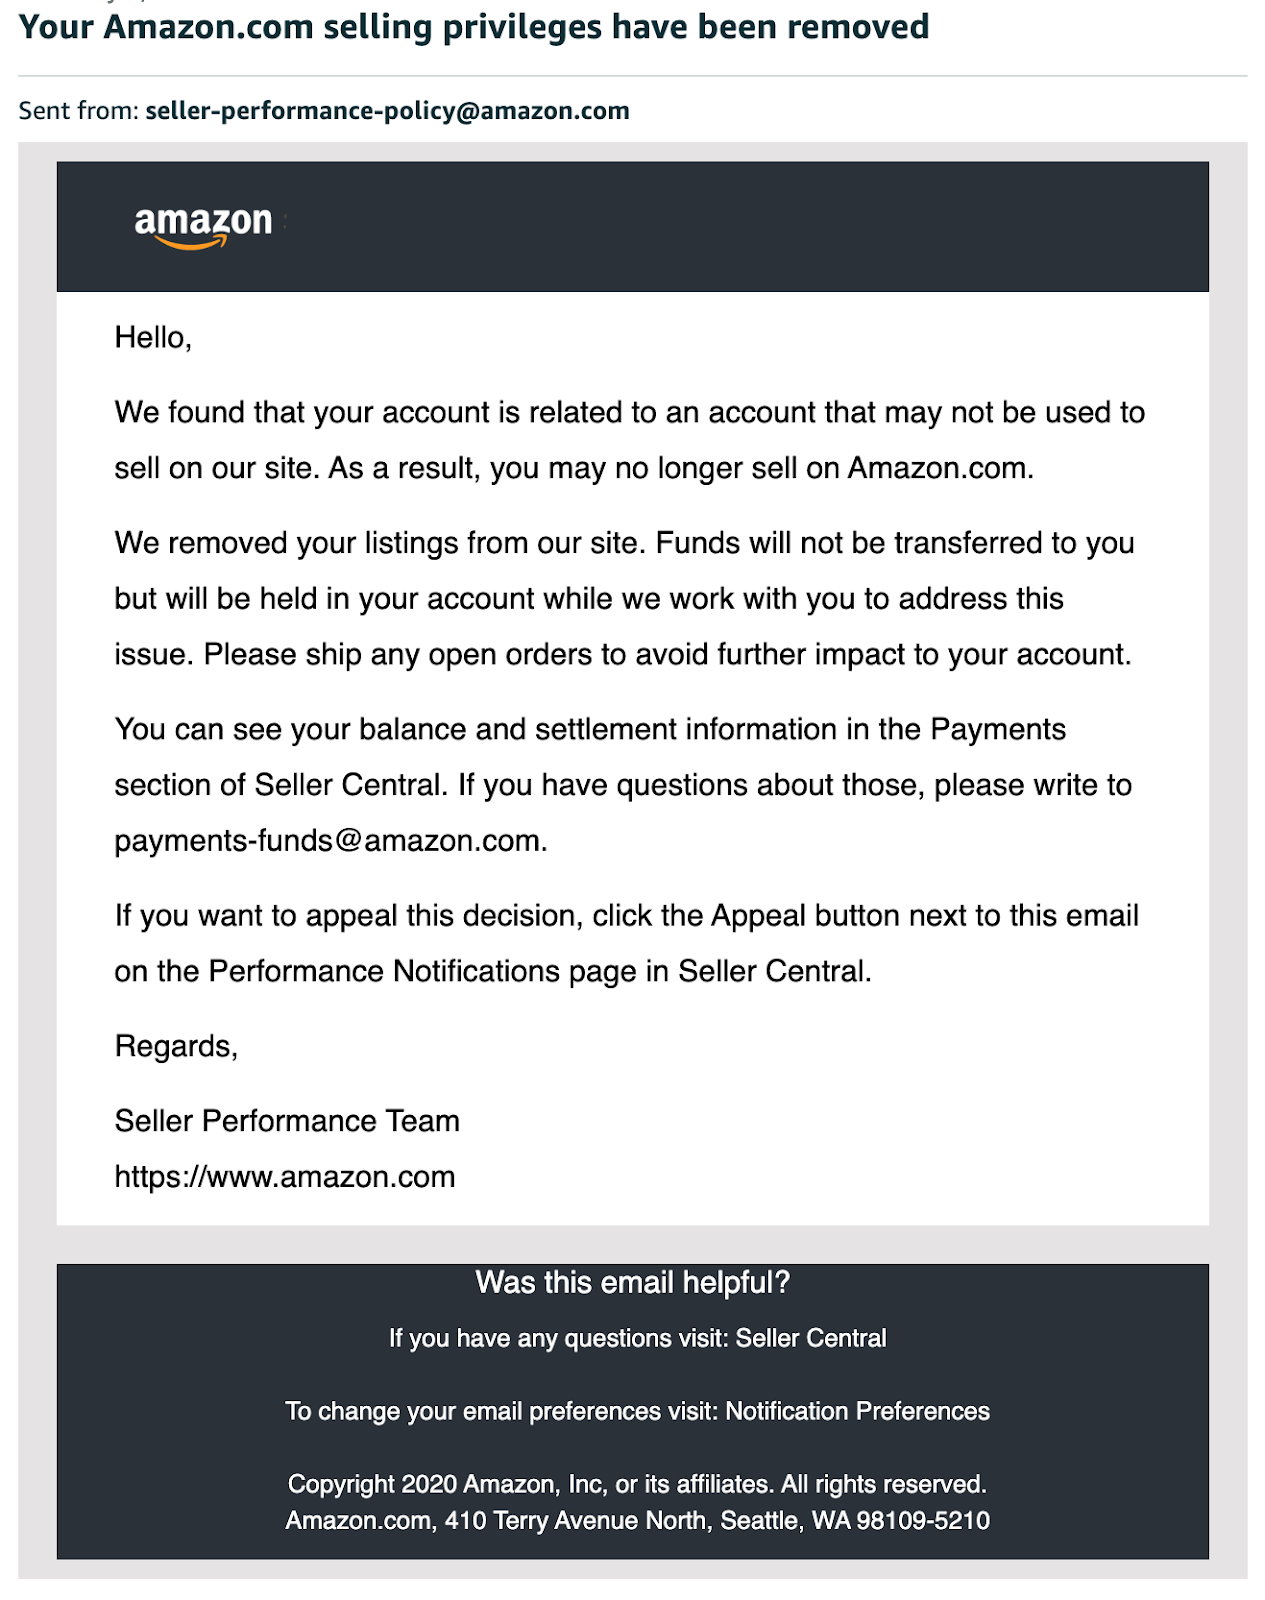 Your Amazon.com selling privileges have been removed
Sent from: seller-performance-policy@amazon.com
amazon
Hello,
We found that your account is related to an account that may not be used to
sell on our site. As a result, you may no longer sell on Amazon.com.
We removed your listings from our site. Funds will not be transferred to you
but will be held in your account while we work with you to address this
issue. Please ship any open orders to avoid further impact to your account.
You can see your balance and settlement information in the Payments
section of Seller Central. If you have questions about those, please write to
payments-funds@amazon.com.
If you want to appeal this decision, click the Appeal button next to this email
on the Performance Notifications page in Seller Central.
Regards,
Seller Performance Team
https://www.amazon.com
Was this email helpful?
If you have any questions visit: Seller Central
To change your email preferences visit: Notification Preferences
Copyright 2020 Amazon, Inc, or its affiliates. All rights reserved.
Amazon.com, 410 Terry Avenue North, Seattle, WA 98109-5210